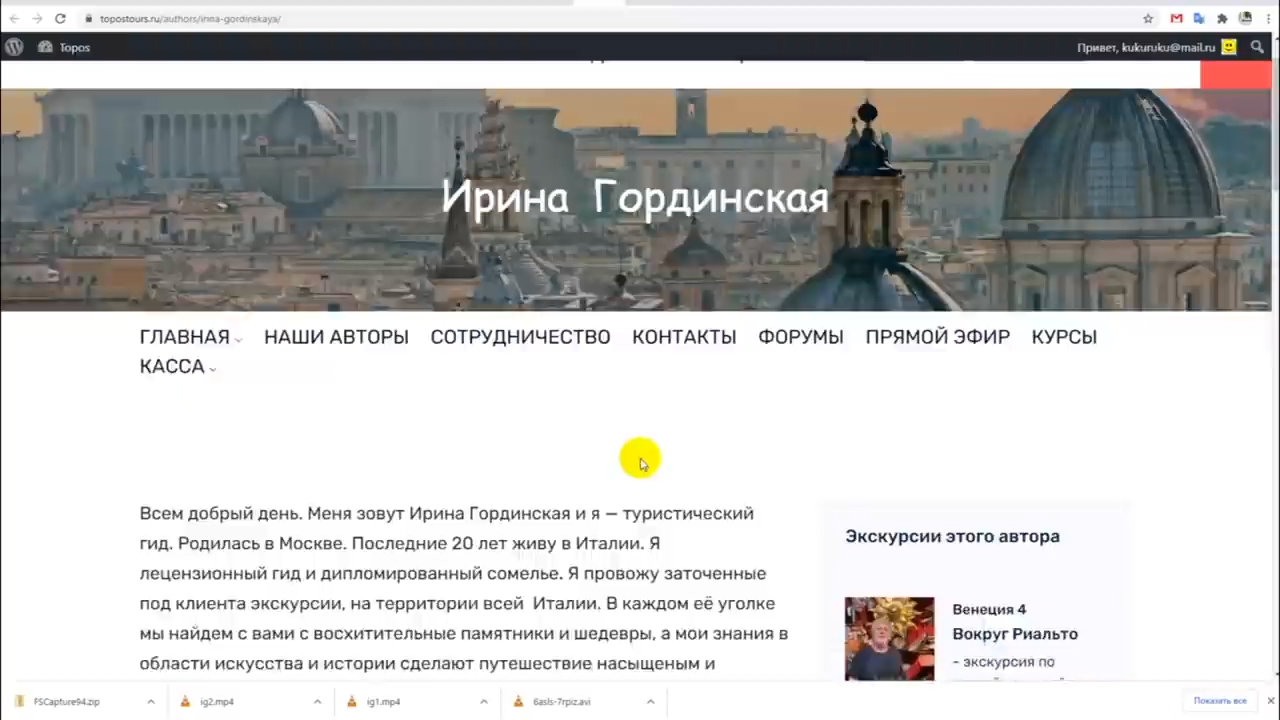 topostours.ru/authors/irina-gordinskaya/
Topos
Привет, kukuruku@mail.ru
Ирина Гординская
ГЛАВНАЯ НАШИ АВТОРЫ СОТРУДНИЧЕСТВО КОНТАКТЫ ФОРУМЫ ПРЯМОЙ ЭФИР КУРСЫ
КАССА
Всем добрый день. Меня зовут Ирина Гординская и я — туристический
гид. Родилась в Москве. Последние 20 лет живу в Италии. Я
лецензионный гид и дипломированный сомелье. Я провожу заточенные
под клиента экскурсии, на территории всей Италии. В каждом её уголке
мы найдем с вами с восхитительные памятники и шедевры, а мои знания в
области искусства и истории сделают путешествие насыщеным и
Экскурсии этого автора
Венеция 4
Вокруг Риальто
- экскурсия по
FSCapture94.zip
ig2.mp4
ig1.mp4
6asls-7rpiz.avi
Показать все